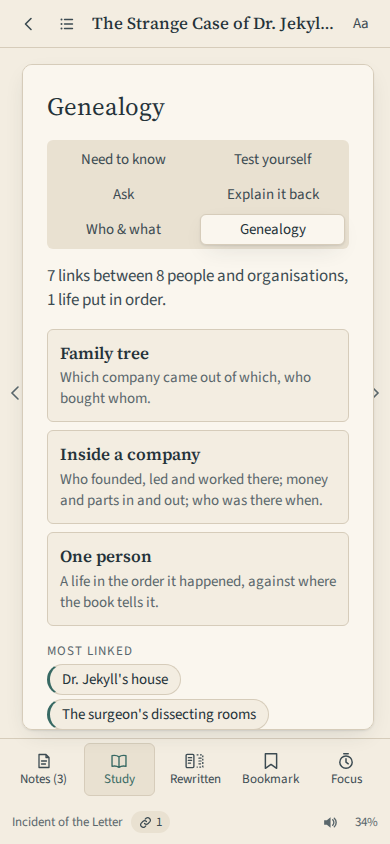 The Strange Case of Dr. Jekyl... Aa
Genealogy
Need to know Test yourself
Ask Explain it back
Who & what Genealogy
7 links between 8 people and organisations,
1 life put in order.
Family tree
Which company came out of which, who
bought whom.
Inside a company
Who founded, led and worked there; money
and parts in and out; who was there when.
One person
A life in the order it happened, against where
the book tells it.
MOST LINKED
Dr. Jekyll's house
The surgeon's dissecting rooms
Notes (3) Study Rewritten Bookmark Focus
Incident of the Letter 1 34%